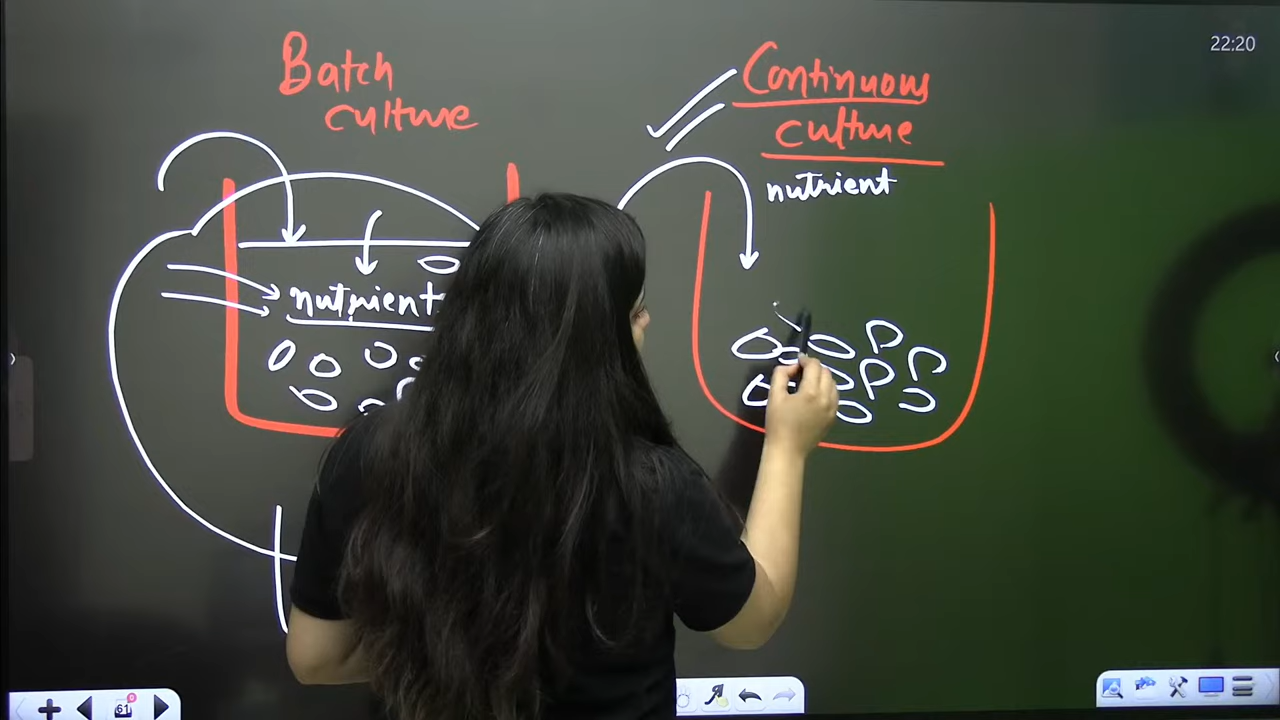 22:20
Batch
culture
Continuous
culture
nutrient
nutrient
61